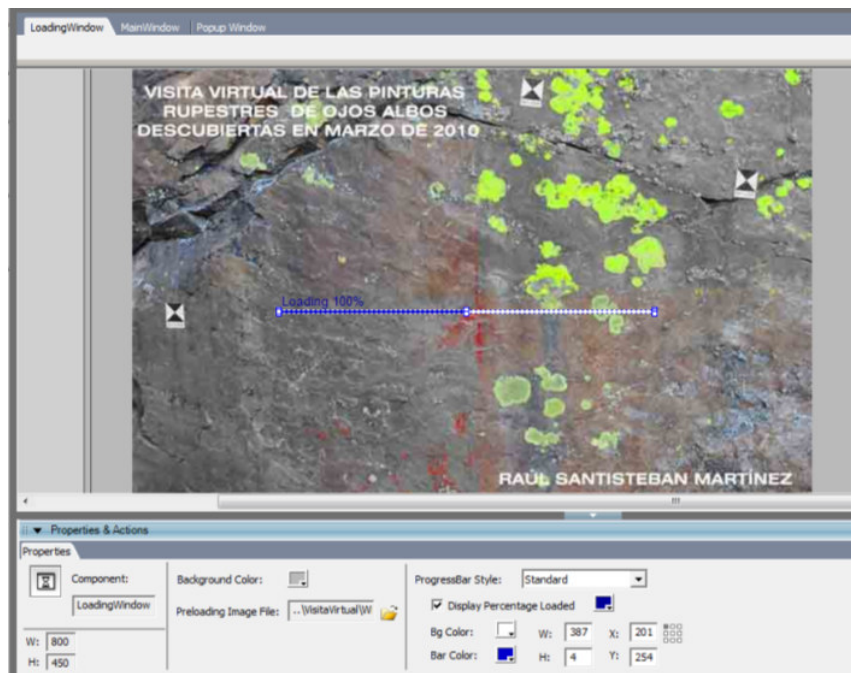 LoadingWindow MainWindow Popup Window
VISITA VIRTUAL DE LAS PINTURAS
RUPESTRES DE OJOS ALBOS
DESCUBIERTAS EN MARZO DE 2010
Loading 100%
RAÚL SANTISTEBAN MARTÍNEZ
Properties & Actions
Properties
Component: Background Color: ProgressBar Style: Standard
LoadingWindow Preloading Image File: ..\VisitaVirtual\W Display Percentage Loaded
Bg Color: W: 387 X: 201
W: 800 Bar Color: H: 4 Y: 254
H: 450